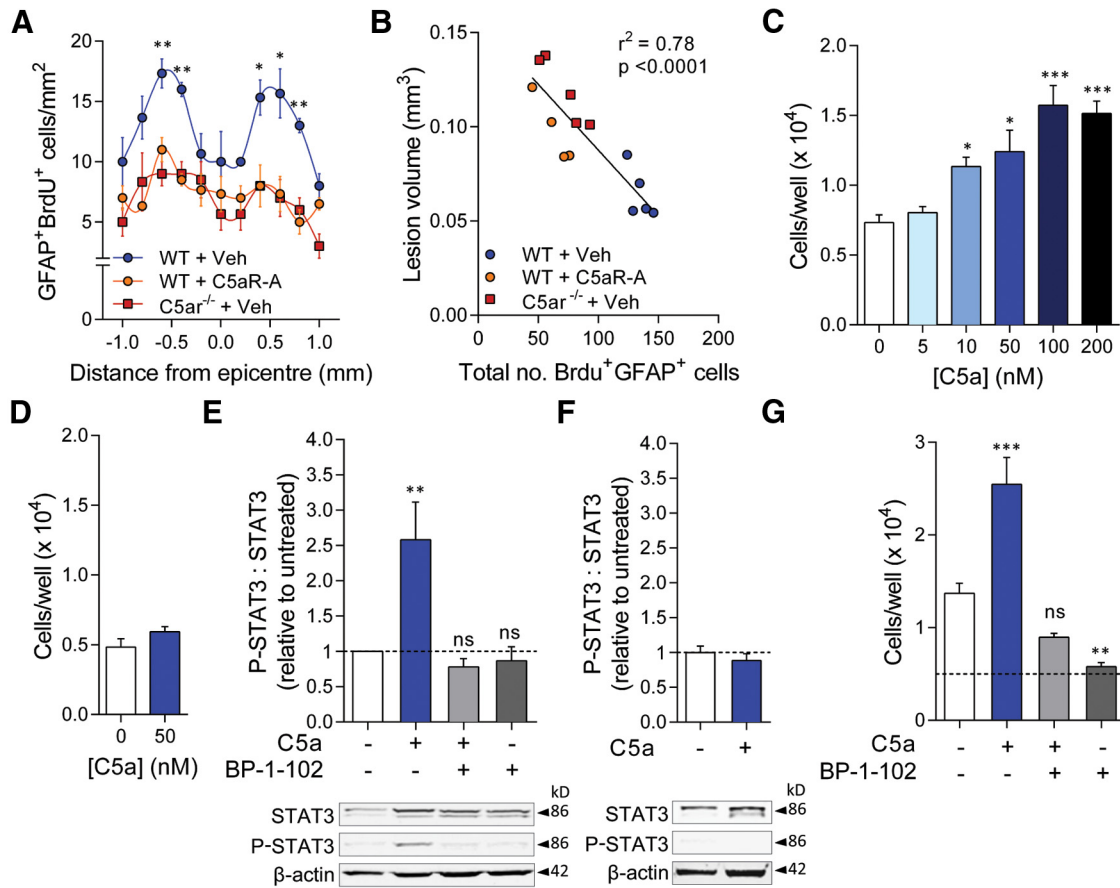 A
GFAP+BrdU+ cells/mm2
20
15
10
5
0
** ** * * **
WT + Veh
WT + C5aR-A
C5ar-/- + Veh
-1.0 -0.5 0.0 0.5 1.0
Distance from epicentre (mm)
B
Lesion volume (mm3)
0.15
0.10
0.05
0.00
r2 = 0.78
p <0.0001
WT + Veh
WT + C5aR-A
C5ar-/- + Veh
0 50 100 150 200
Total no. Brdu+GFAP+ cells
C
Cells/well (x 104)
2.0
1.5
1.0
0.5
0.0
* * *** ***
0 5 10 50 100 200
[C5a] (nM)
D
Cells/well (x 104)
2.0
1.5
1.0
0.5
0.0
0 50
[C5a] (nM)
E
P-STAT3 : STAT3
(relative to untreated)
4.0
3.5
3.0
2.5
2.0
1.5
1.0
0.5
0.0
** ns ns
C5a - + + -
BP-1-102 - - + +
kD
STAT3 ◄86
P-STAT3 ◄86
β-actin ◄42
F
P-STAT3 : STAT3
(relative to untreated)
4.0
3.5
3.0
2.5
2.0
1.5
1.0
0.5
0.0
C5a - +
kD
STAT3 ◄86
P-STAT3 ◄86
β-actin ◄42
G
Cells/well (x 104)
3
2
1
0
*** ns **
C5a - + + -
BP-1-102 - - + +